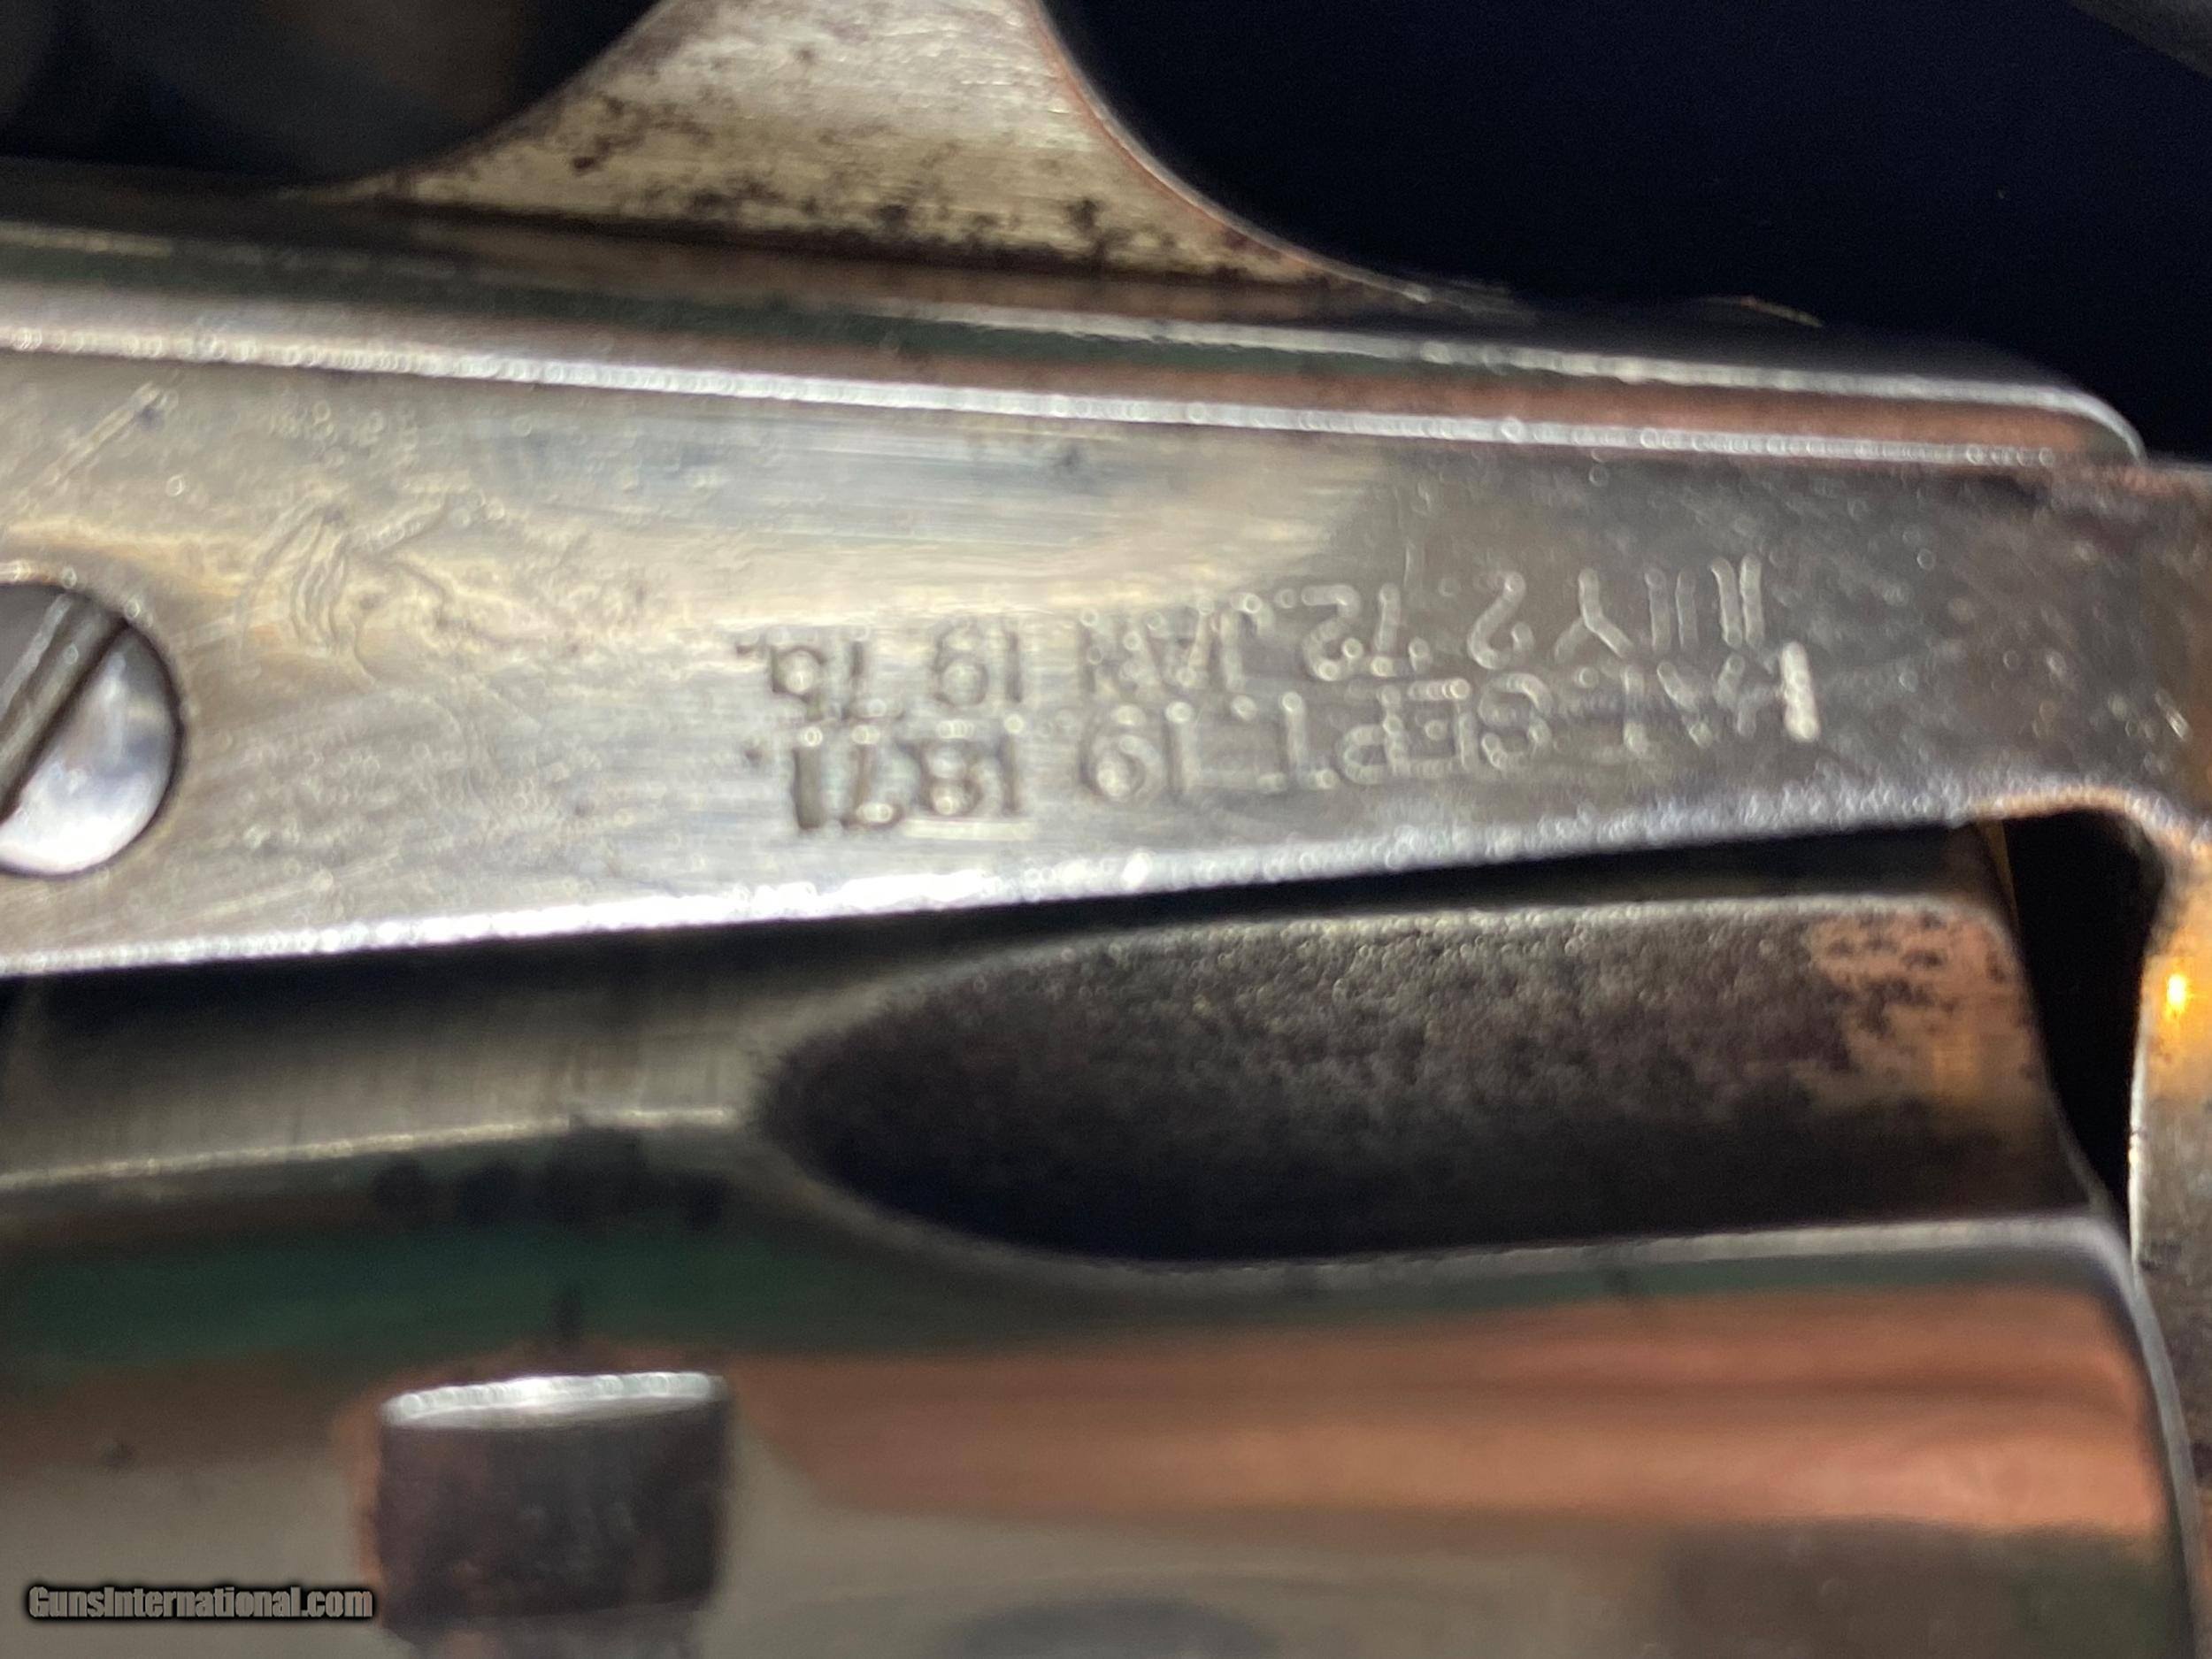 PAT. SEPT. 19. 1871.
JULY 2. 72. JAN. 19. 75.
GunsInternational.com